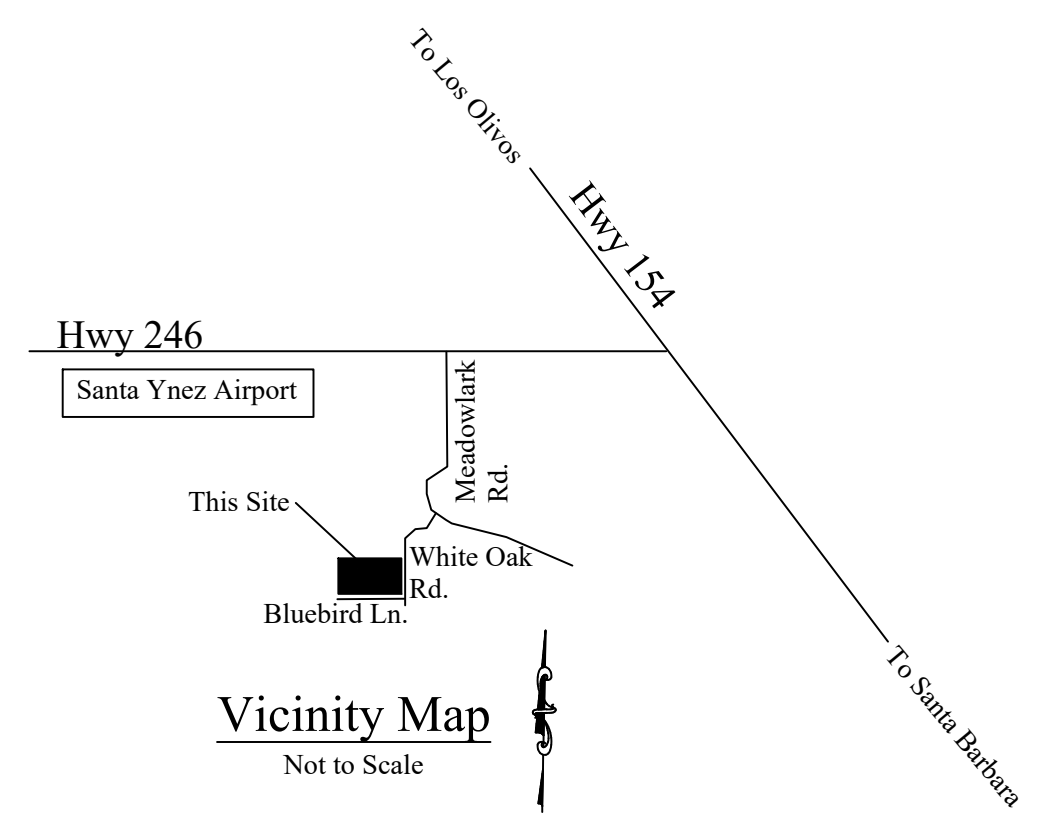 To Los Olivos
Hwy 154
Hwy 246
Santa Ynez Airport
Meadowlark
Rd.
This Site
White Oak
Rd.
Bluebird Ln.
To Santa Barbara
Vicinity Map
Not to Scale